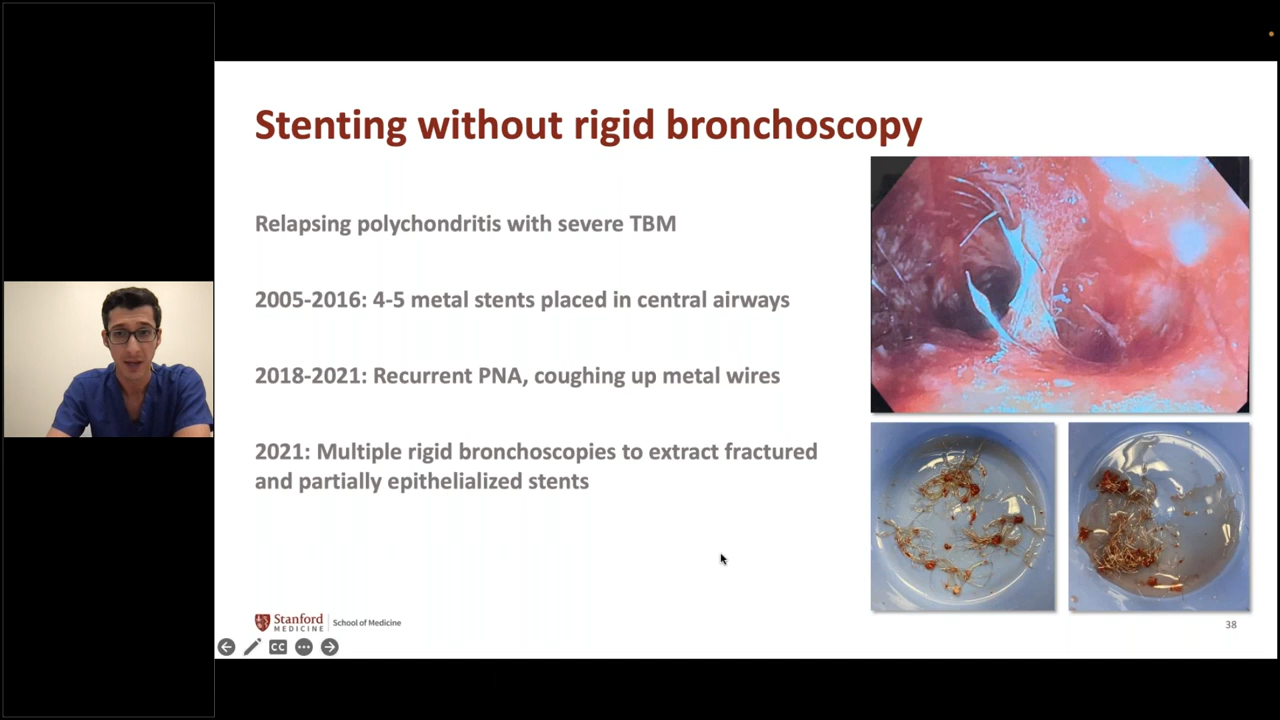 Stenting without rigid bronchoscopy
Relapsing polychondritis with severe TBM
2005-2016: 4-5 metal stents placed in central airways
2018-2021: Recurrent PNA, coughing up metal wires
2021: Multiple rigid bronchoscopies to extract fractured
and partially epithelialized stents
Stanford
MEDICINE
School of Medicine
38
CC